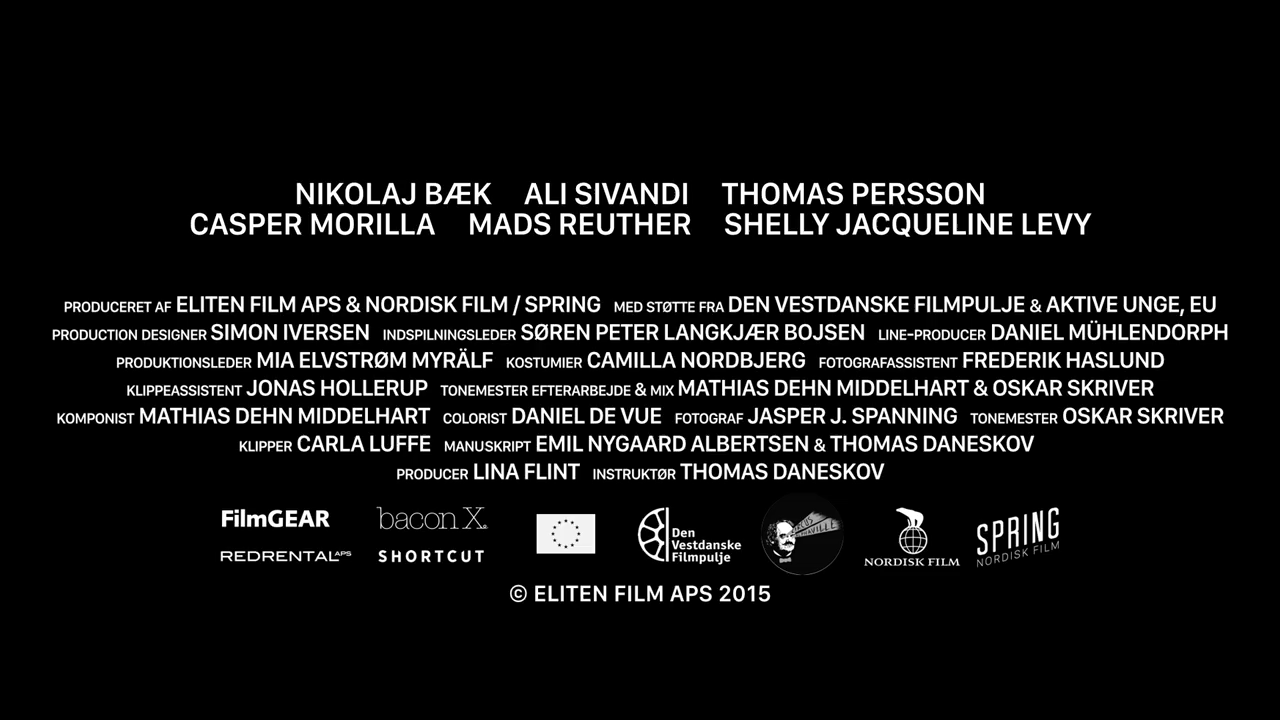 NIKOLAJ BÆK ALI SIVANDI THOMAS PERSSON
CASPER MORILLA MADS REUTHER SHELLY JACQUELINE LEVY
PRODUCERET AF ELITEN FILM APS & NORDISK FILM / SPRING MED STØTTE FRA DEN VESTDANSKE FILMPULJE & AKTIVE UNGE, EU
PRODUCTION DESIGNER SIMON IVERSEN INDSPILNINGSLEDER SØREN PETER LANGKJÆR BOJSEN LINE-PRODUCER DANIEL MÜHLENDORPH
PRODUKTIONSLEDER MIA ELVSTRØM MYRÄLF KOSTUMIER CAMILLA NORDBJERG FOTOGRAFASSISTENT FREDERIK HASLUND
KLIPPEASSISTENT JONAS HOLLERUP TONEMESTER EFTERARBEJDE & MIX MATHIAS DEHN MIDDELHART & OSKAR SKRIVER
KOMPONIST MATHIAS DEHN MIDDELHART COLORIST DANIEL DE VUE FOTOGRAF JASPER J. SPANNING TONEMESTER OSKAR SKRIVER
KLIPPER CARLA LUFFE MANUSKRIPT EMIL NYGAARD ALBERTSEN & THOMAS DANESKOV
PRODUCER LINA FLINT INSTRUKTØR THOMAS DANESKOV
FilmGEAR bacon X
REDRENTAL APS SHORTCUT
Den
Vestdanske
Filmpulje
NORDISK FILM
SPRING
NORDISK FILM
© ELITEN FILM APS 2015